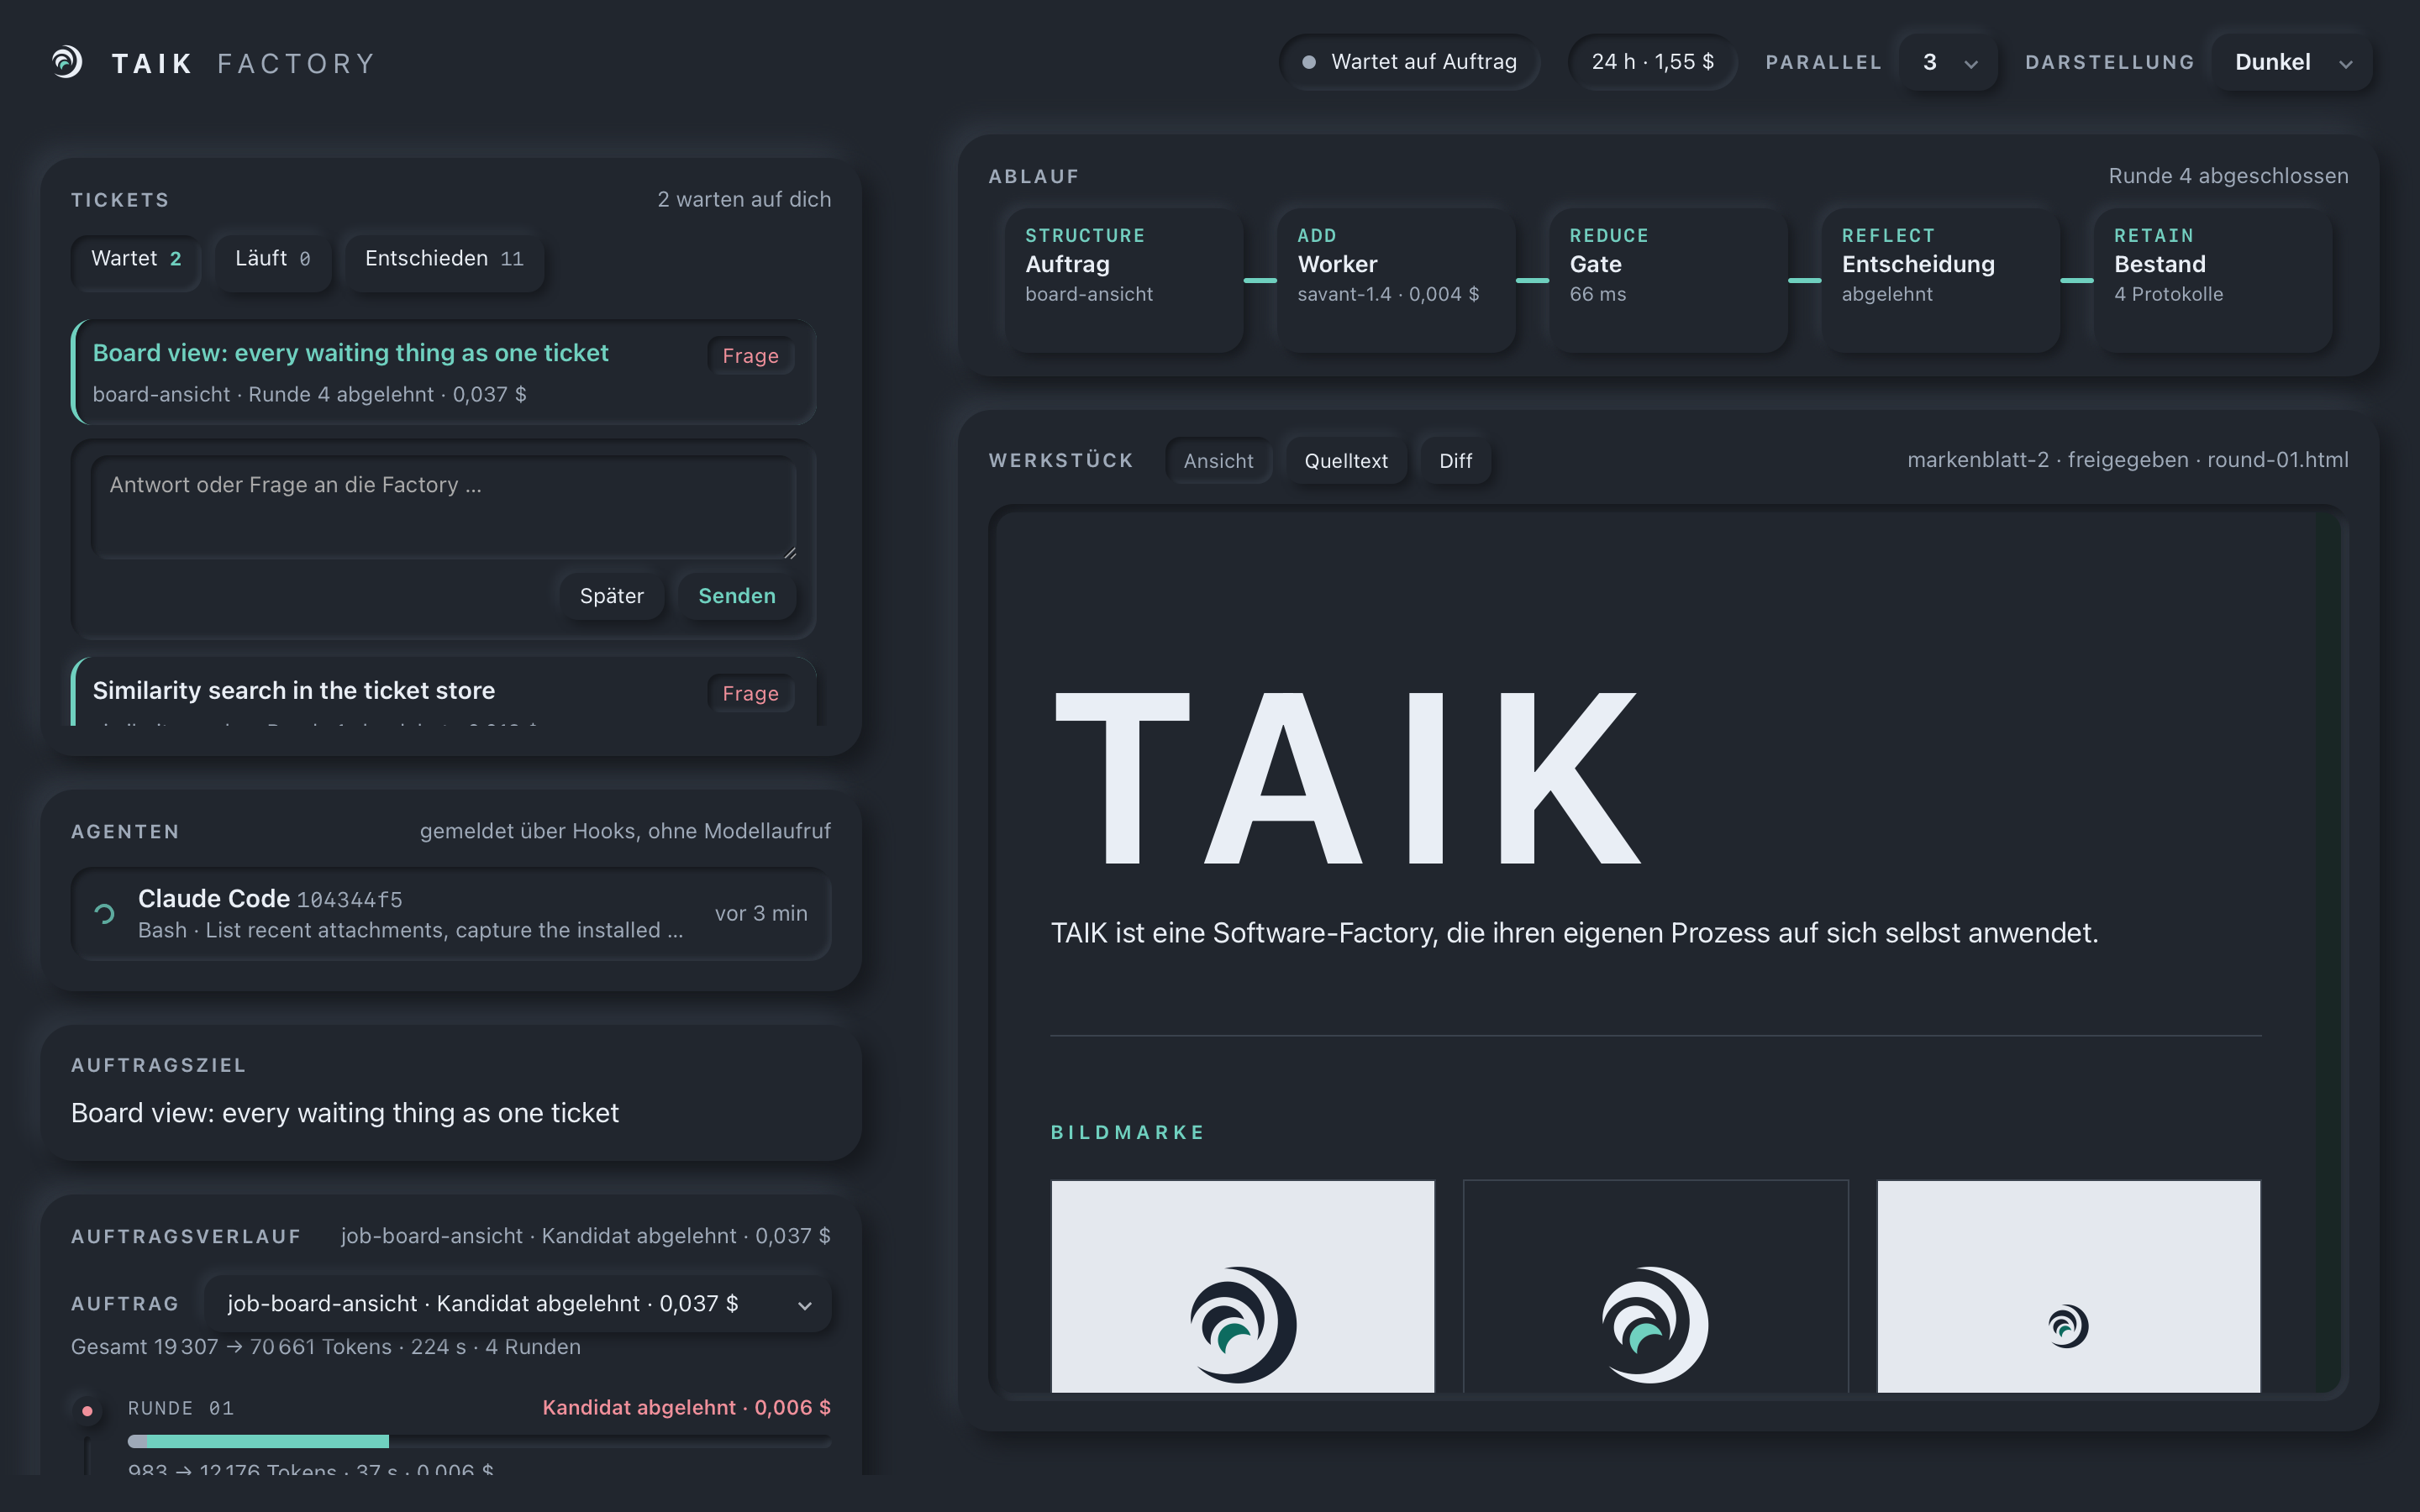 TAIK FACTORY
Wartet auf Auftrag
24 h · 1,55 $
PARALLEL 3
DARSTELLUNG Dunkel
TICKETS
2 warten auf dich
Wartet 2
Läuft 0
Entschieden 11
Board view: every waiting thing as one ticket
Frage
board-ansicht · Runde 4 abgelehnt · 0,037 $
Antwort oder Frage an die Factory ...
Später
Senden
Similarity search in the ticket store
Frage
AGENTEN
gemeldet über Hooks, ohne Modellaufruf
Claude Code 104344f5
Bash · List recent attachments, capture the installed ...
vor 3 min
AUFTRAGSZIEL
Board view: every waiting thing as one ticket
AUFTRAGSVERLAUF
job-board-ansicht · Kandidat abgelehnt · 0,037 $
AUFTRAG
job-board-ansicht · Kandidat abgelehnt · 0,037 $
Gesamt 19 307 → 70 661 Tokens · 224 s · 4 Runden
RUNDE 01
Kandidat abgelehnt · 0,006 $
983 → 12 176 Tokens · 37 s · 0,006 $
ABLAUF
Runde 4 abgeschlossen
STRUCTURE
Auftrag
board-ansicht
ADD
Worker
savant-1.4 · 0,004 $
REDUCE
Gate
66 ms
REFLECT
Entscheidung
abgelehnt
RETAIN
Bestand
4 Protokolle
WERKSTÜCK
Ansicht
Quelltext
Diff
markenblatt-2 · freigegeben · round-01.html
TAIK
TAIK ist eine Software-Factory, die ihren eigenen Prozess auf sich selbst anwendet.
BILDMARKE